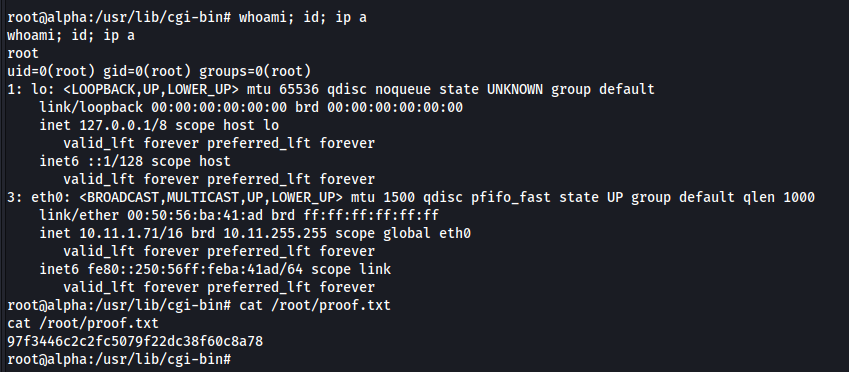 root@alpha:/usr/lib/cgi-bin# whoami; id; ip a
whoami; id; ip a
root
uid=0(root) gid=0(root) groups=0(root)
1: lo: <LOOPBACK,UP,LOWER_UP> mtu 65536 qdisc noqueue state UNKNOWN group default
    link/loopback 00:00:00:00:00:00 brd 00:00:00:00:00:00
    inet 127.0.0.1/8 scope host lo
       valid_lft forever preferred_lft forever
    inet6 ::1/128 scope host
       valid_lft forever preferred_lft forever
3: eth0: <BROADCAST,MULTICAST,UP,LOWER_UP> mtu 1500 qdisc pfifo_fast state UP group default qlen 1000
    link/ether 00:50:56:ba:41:ad brd ff:ff:ff:ff:ff:ff
    inet 10.11.1.71/16 brd 10.11.255.255 scope global eth0
       valid_lft forever preferred_lft forever
    inet6 fe80::250:56ff:feba:41ad/64 scope link
       valid_lft forever preferred_lft forever
root@alpha:/usr/lib/cgi-bin# cat /root/proof.txt
cat /root/proof.txt
97f3446c2c2fc5079f22dc38f60c8a78
root@alpha:/usr/lib/cgi-bin#